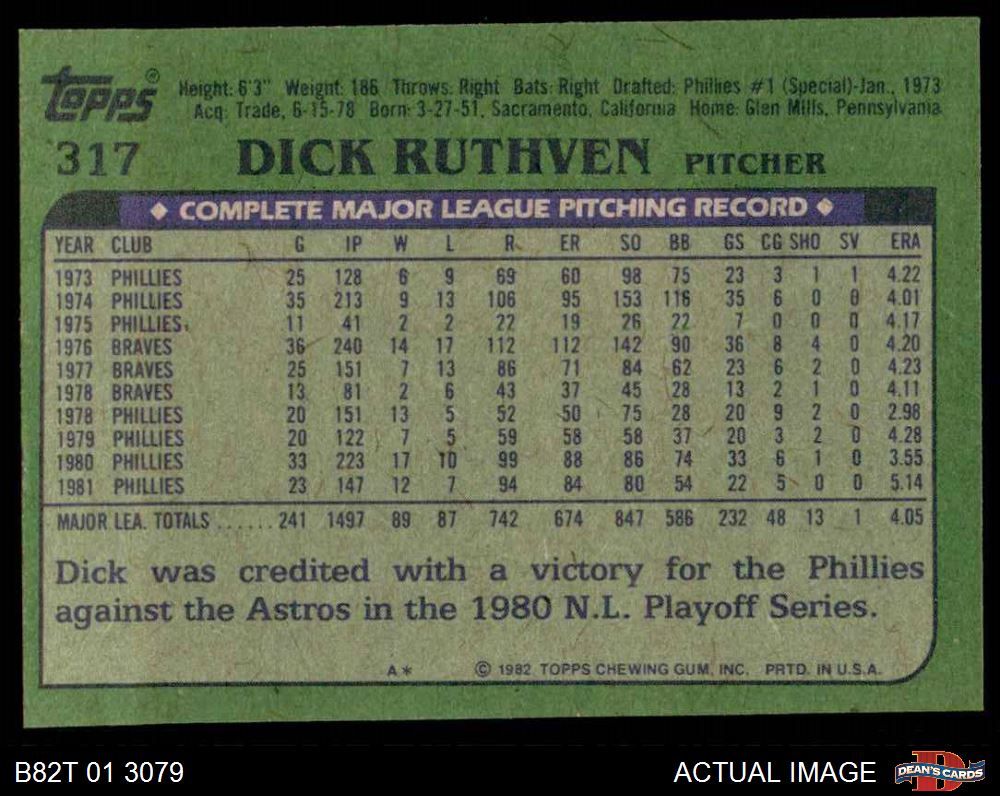 topps® Height: 6'3" Weight: 186 Throws: Right Bats: Right Drafted: Phillies #1 (Special)-Jan., 1973
Acq: Trade, 6-15-78 Born: 3-27-51, Sacramento, California Home: Glen Mills, Pennsylvania
317 DICK RUTHVEN PITCHER
◆ COMPLETE MAJOR LEAGUE PITCHING RECORD ◆
YEAR CLUB G IP W L R ER SO BB GS CG SHO SV ERA
1973 PHILLIES 25 128 6 9 69 60 98 75 23 3 1 1 4.22
1974 PHILLIES 35 213 9 13 106 95 153 116 35 6 0 0 4.01
1975 PHILLIES 11 41 2 2 22 19 26 22 7 0 0 0 4.17
1976 BRAVES 36 240 14 17 112 112 142 90 36 8 4 0 4.20
1977 BRAVES 25 151 7 13 86 71 84 62 23 6 2 0 4.23
1978 BRAVES 13 81 2 6 43 37 45 28 13 2 1 0 4.11
1978 PHILLIES 20 151 13 5 52 50 75 28 20 9 2 0 2.98
1979 PHILLIES 20 122 7 5 59 58 58 37 20 3 2 0 4.28
1980 PHILLIES 33 223 17 10 99 88 86 74 33 6 1 0 3.55
1981 PHILLIES 23 147 12 7 94 84 80 54 22 5 0 0 5.14
MAJOR LEA. TOTALS ...... 241 1497 89 87 742 674 847 586 232 48 13 1 4.05
Dick was credited with a victory for the Phillies
against the Astros in the 1980 N.L. Playoff Series.
A* © 1982 TOPPS CHEWING GUM, INC. PRTD. IN U.S.A.
B82T 01 3079 ACTUAL IMAGE DEAN'S CARDS